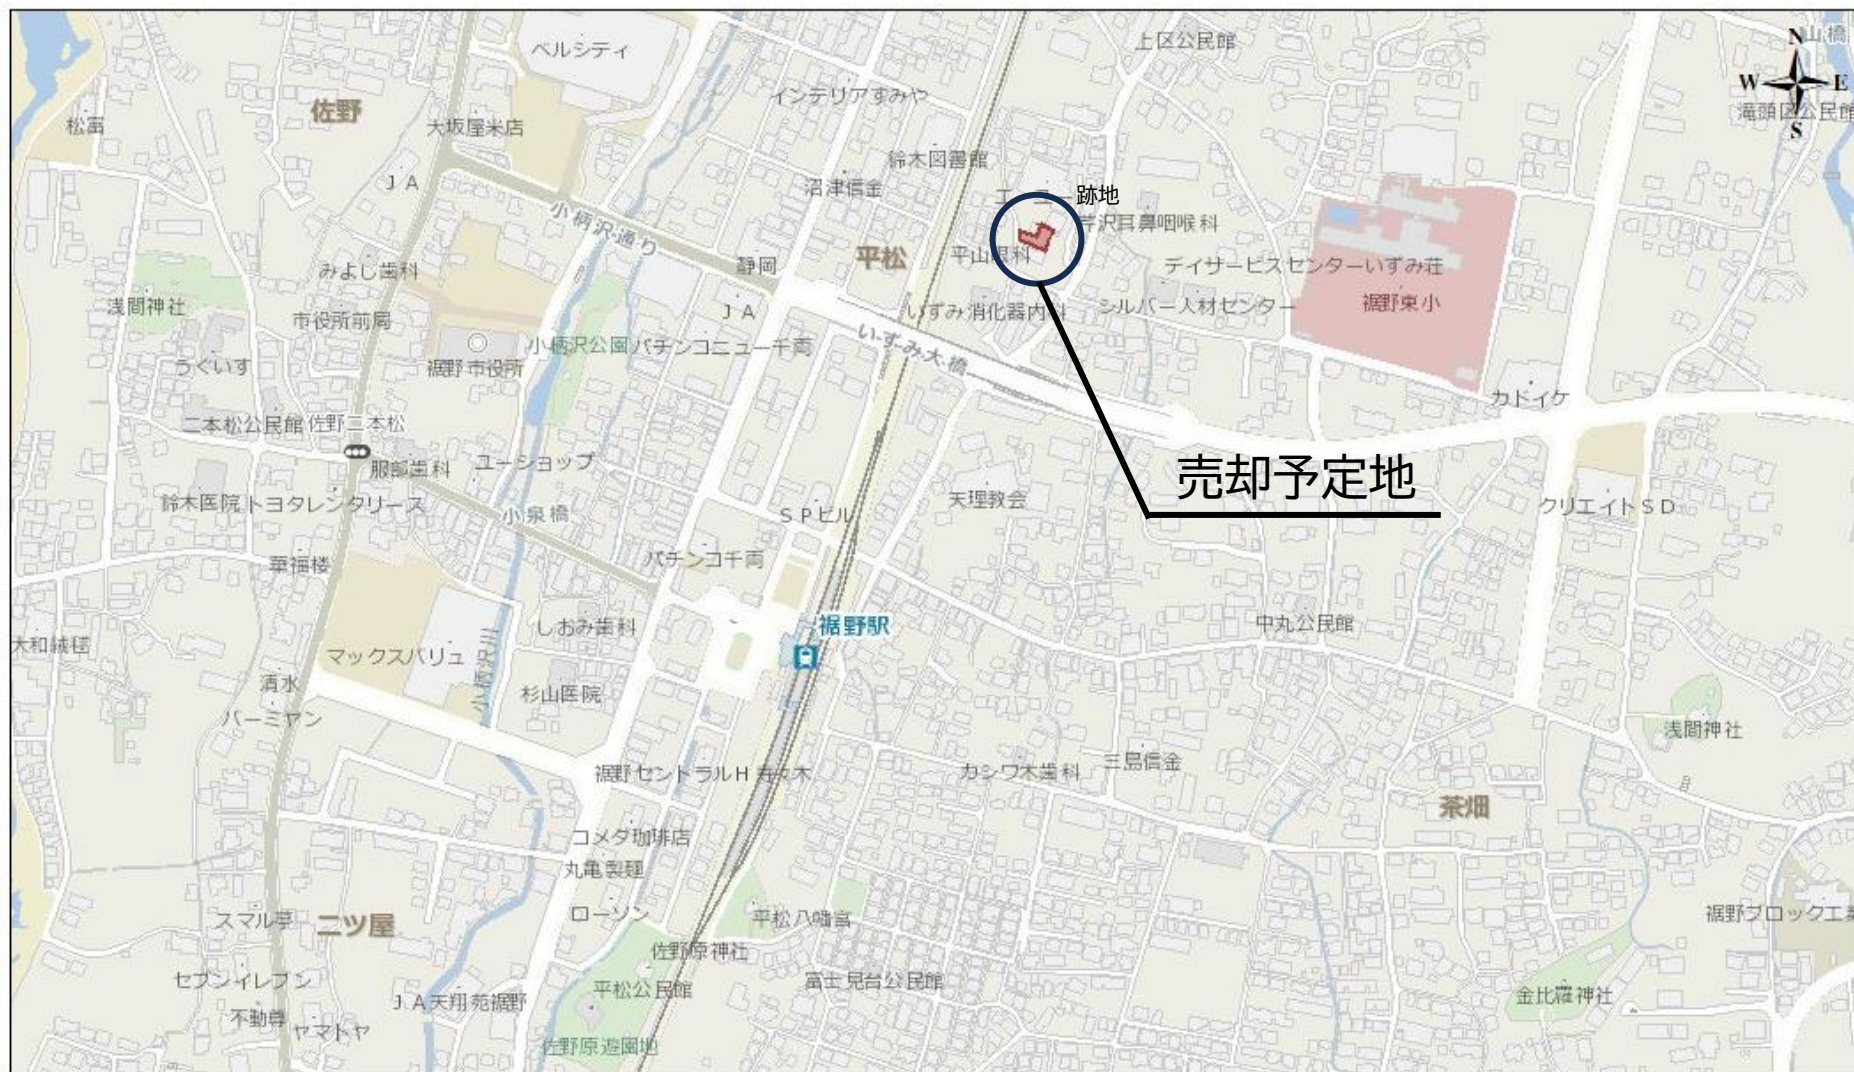 上区公民館
N
山橋
W
E
S
ベルシティ
インテリアすみや
滝頭区公民館
佐野
松富
大坂屋米店
鈴木図書館
ＪＡ
沼津信金
エーユー
跡地
小柄沢通り
芹沢耳鼻咽喉科
平松
平山眼科
静岡
デイサービスセンターいずみ荘
みよし歯科
浅間神社
市役所前局
ＪＡ
いずみ消化器内科
シルバー人材センター
裾野東小
小柄沢公園
パチンコニュー千両
いずみ大橋
うぐいす
裾野市役所
カドイケ
二本松公民館
佐野二本松
服部歯科
ユーショップ
売却予定地
鈴木医院
トヨタレンタリース
小泉橋
ＳＰビル
天理教会
クリエイトＳＤ
華福楼
パチンコ千両
しおみ歯科
裾野駅
中丸公民館
大和絨毯
マックスバリュ
小柄沢川
清水
杉山医院
バーミヤン
浅間神社
裾野セントラルＨ
寿々木
カシワ木歯科
三島信金
茶畑
コメダ珈琲店
丸亀製麺
スマル亭
二ツ屋
ローソン
平松八幡宮
裾野ブロック工業
佐野原神社
セブンイレブン
平松公民館
富士見台公民館
ＪＡ天翔苑裾野
金比羅神社
不動尊
ヤマトヤ
佐野原遊園地